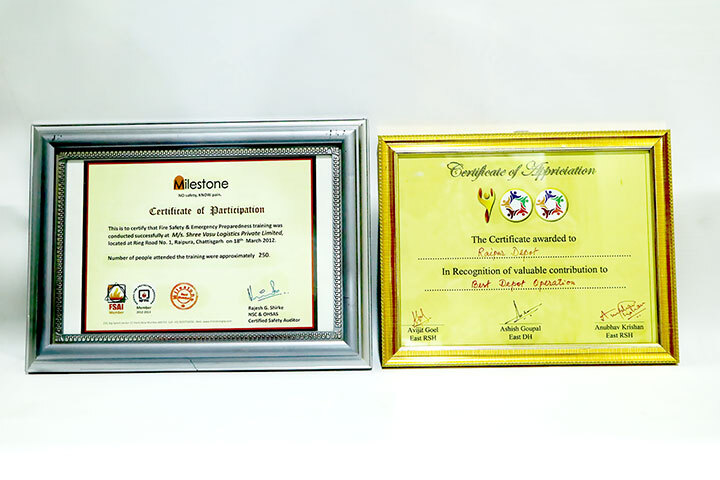 Milestone
NO safety, KNOW pain.
Certificate of Participation
This is to certify that Fire Safety & Emergency Preparedness training was
conducted successfully at M/s. Shree Vasu Logistics Private Limited,
located at Ring Road No. 1, Raipura, Chattisgarh on 18th March 2012.
Number of people attended the training were approximately 250.
FSAI
Member
Member
2012-2013
Rajesh G. Shirke
NSC & OHSAS
Certified Safety Auditor
Certificate of Appriciation
The Certificate awarded to
Raipur Depot
In Recognition of valuable contribution to
Best Depot Operation
Avijit Goel
East RSH
Ashish Goupal
East DH
Anubhav Krishan
East RSH